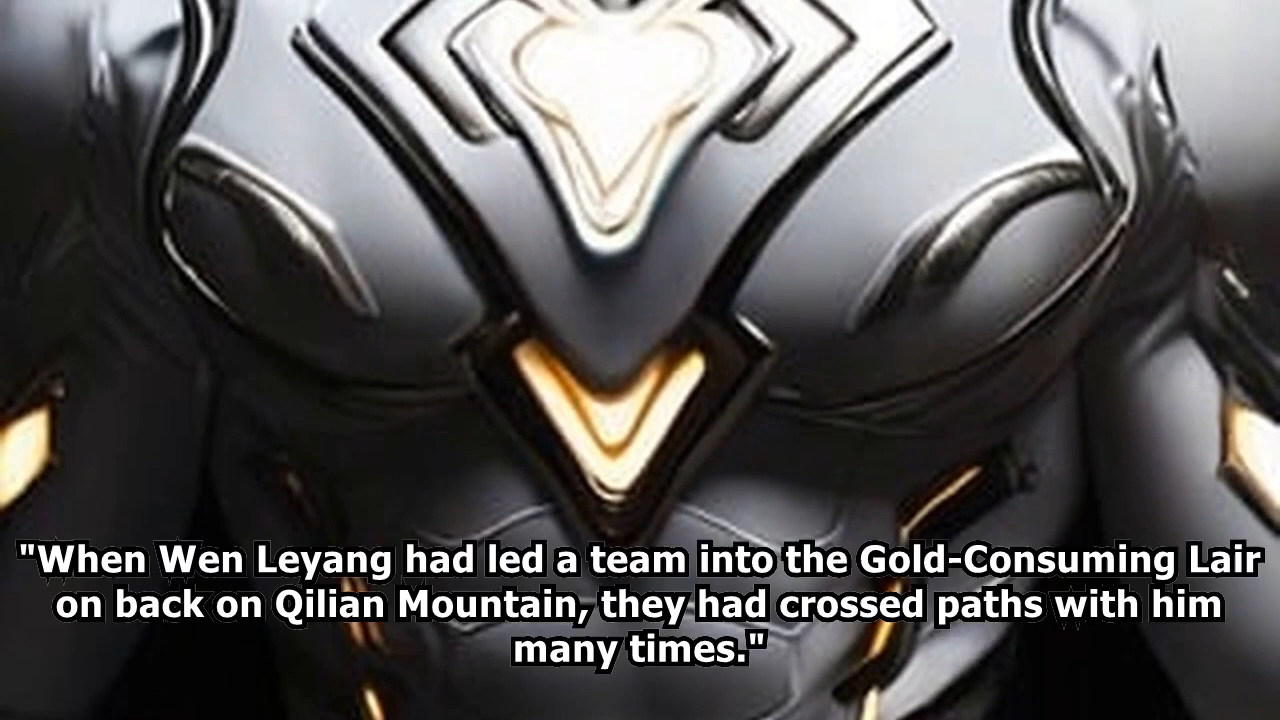 "When Wen Leyang had led a team into the Gold-Consuming Lair
on back on Qilian Mountain, they had crossed paths with him
many times."